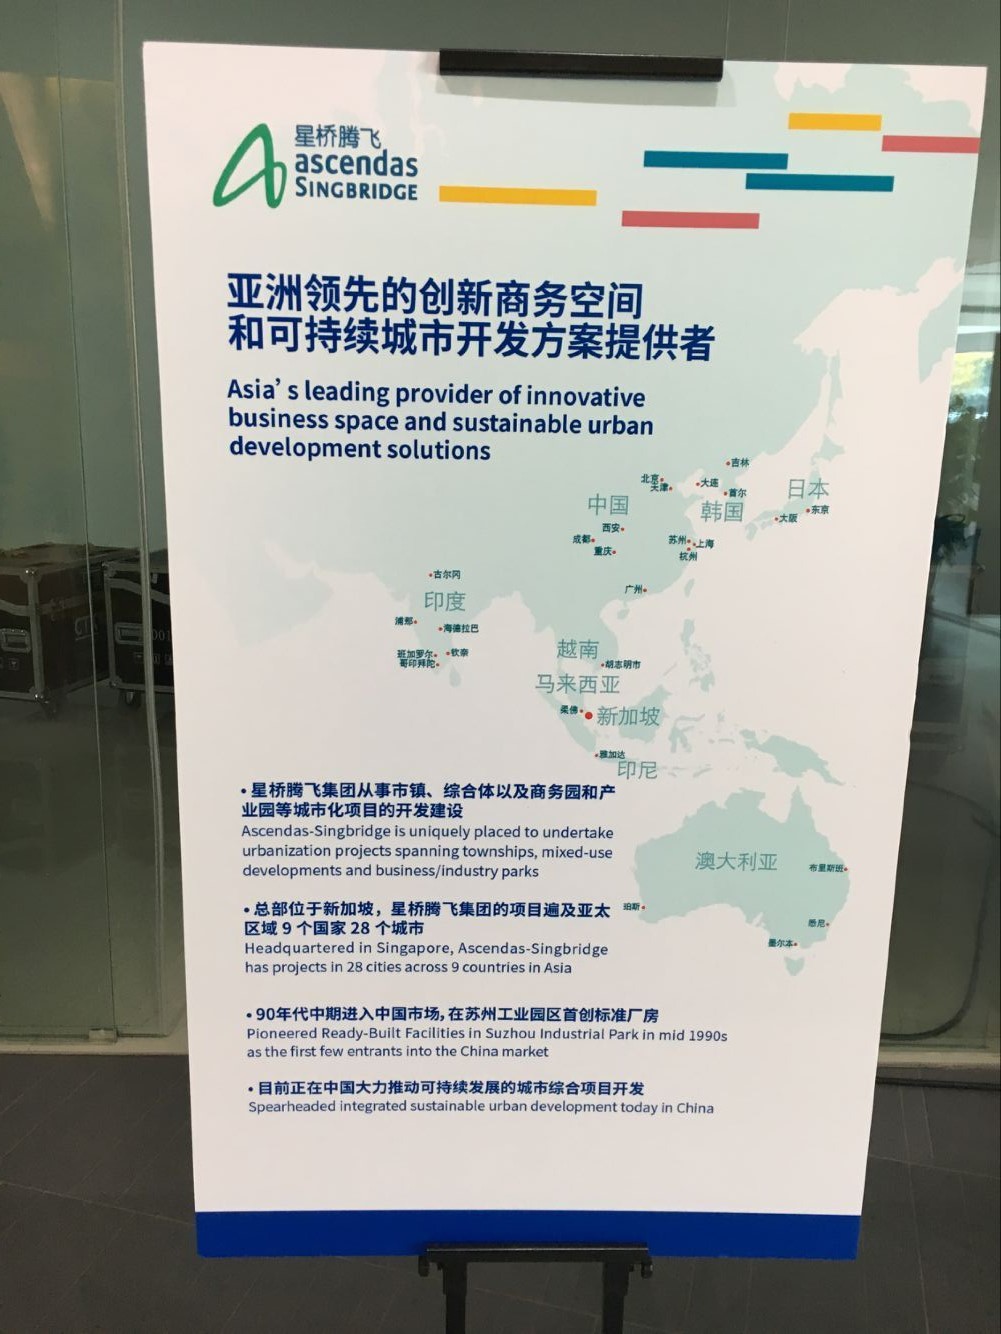 星桥腾飞
ascendas
SINGBRIDGE
亚洲领先的创新商务空间
和可持续城市开发方案提供者
Asia's leading provider of innovative
business space and sustainable urban
development solutions
吉林
北京
天津
大连
首尔
中国
韩国
日本
大阪
东京
西安
成都
重庆
苏州
上海
杭州
广州
古尔冈
印度
浦那
海德拉巴
班加罗尔
钦奈
哥印拜陀
越南
胡志明市
马来西亚
柔佛
新加坡
雅加达
印尼
• 星桥腾飞集团从事市镇、综合体以及商务园和产
业园等城市化项目的开发建设
Ascendas-Singbridge is uniquely placed to undertake
urbanization projects spanning townships, mixed-use
developments and business/industry parks
澳大利亚
布里斯班
珀斯
悉尼
墨尔本
• 总部位于新加坡，星桥腾飞集团的项目遍及亚太
区域 9 个国家 28 个城市
Headquartered in Singapore, Ascendas-Singbridge
has projects in 28 cities across 9 countries in Asia
• 90年代中期进入中国市场, 在苏州工业园区首创标准厂房
Pioneered Ready-Built Facilities in Suzhou Industrial Park in mid 1990s
as the first few entrants into the China market
• 目前正在中国大力推动可持续发展的城市综合项目开发
Spearheaded integrated sustainable urban development today in China